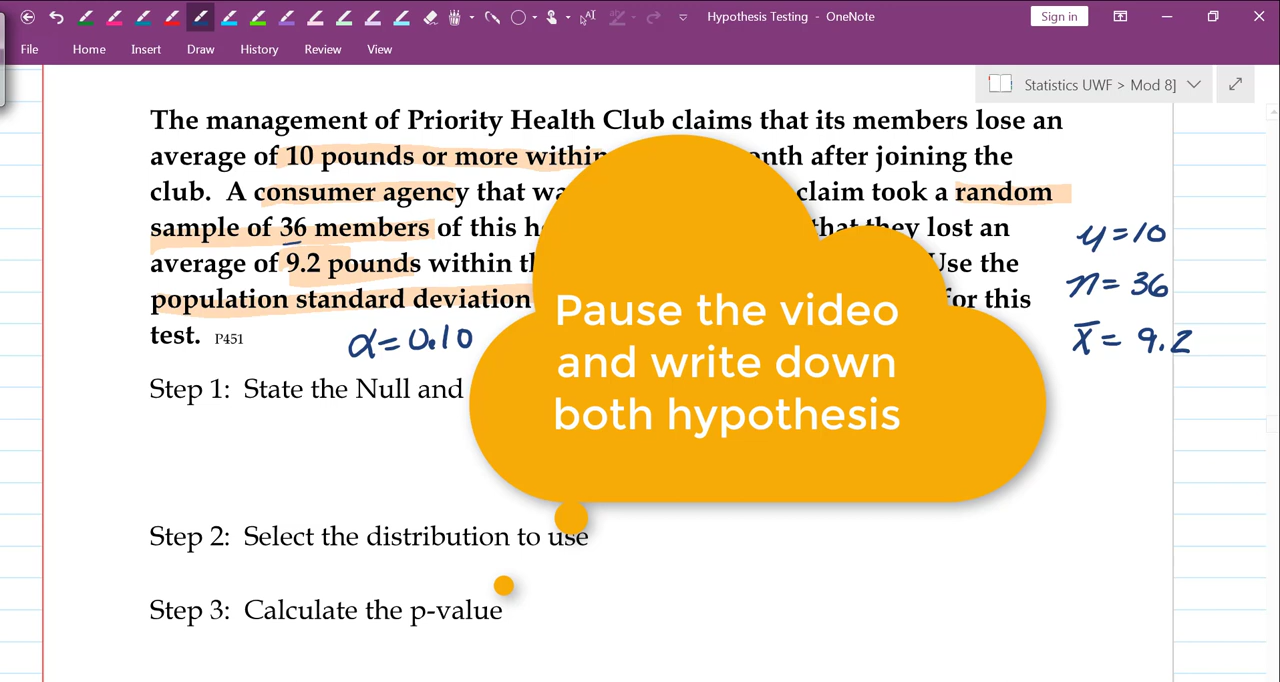 Hypothesis Testing - OneNote
Sign in
File Home Insert Draw History Review View
Statistics UWF > Mod 8]
The management of Priority Health Club claims that its members lose an
average of 10 pounds or more within onth after joining the
club. A consumer agency that wa claim took a random
sample of 36 members of this h that they lost an
average of 9.2 pounds within th Use the
population standard deviation for this
test. P451
α = 0.10
μ = 10
n = 36
x̄ = 9.2
Pause the video
and write down
both hypothesis
Step 1: State the Null and
Step 2: Select the distribution to use
Step 3: Calculate the p-value